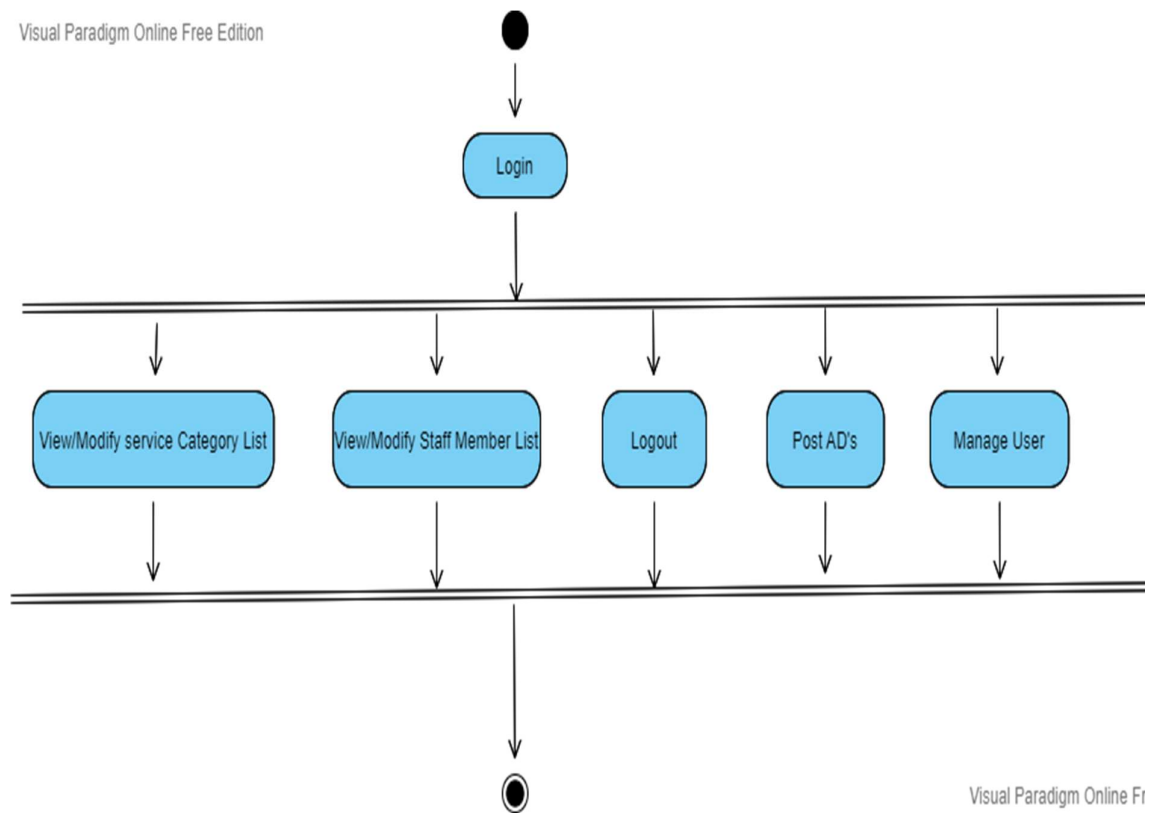 Visual Paradigm Online Free Edition
Login
View/Modify service Category List
View/Modify Staff Member List
Logout
Post AD's
Manage User
Visual Paradigm Online Fr